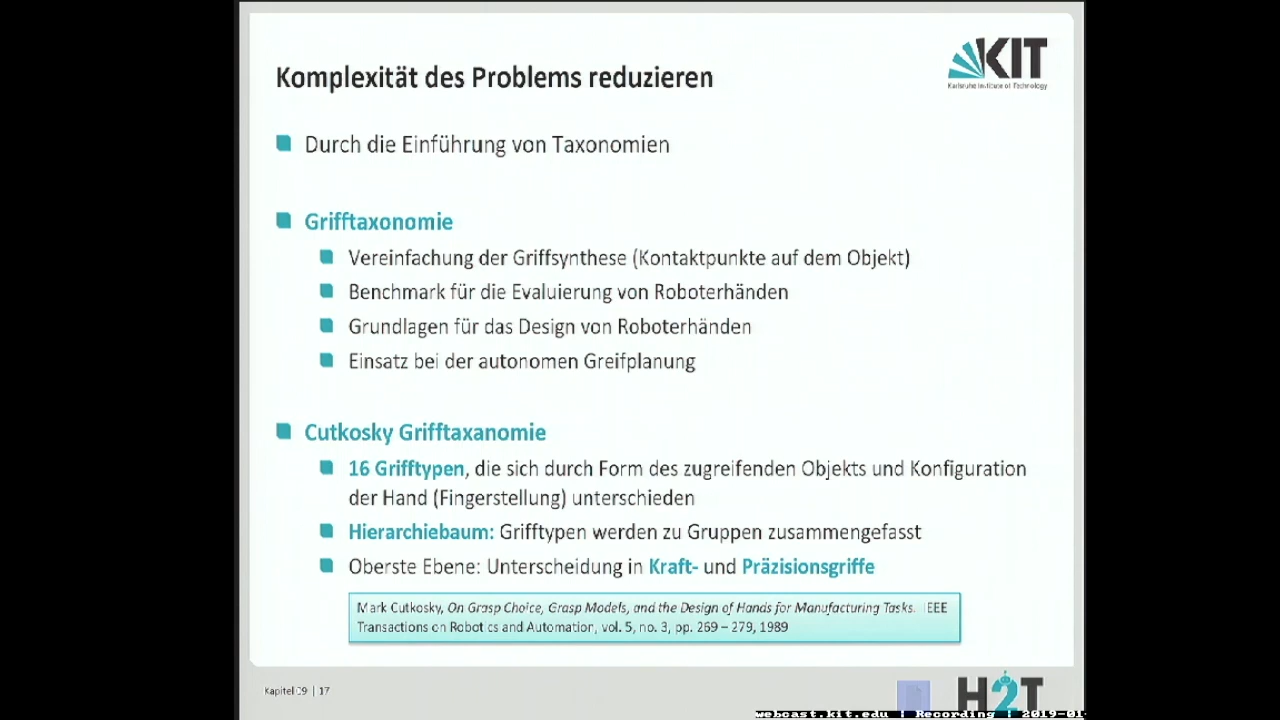 KIT
Karlsruhe Institute of Technology
Komplexität des Problems reduzieren
Durch die Einführung von Taxonomien
Grifftaxonomie
Vereinfachung der Griffsynthese (Kontaktpunkte auf dem Objekt)
Benchmark für die Evaluierung von Roboterhänden
Grundlagen für das Design von Roboterhänden
Einsatz bei der autonomen Greifplanung
Cutkosky Grifftaxanomie
16 Grifftypen, die sich durch Form des zugreifenden Objekts und Konfiguration
der Hand (Fingerstellung) unterschieden
Hierarchiebaum: Grifftypen werden zu Gruppen zusammengefasst
Oberste Ebene: Unterscheidung in Kraft- und Präzisionsgriffe
Mark Cutkosky, On Grasp Choice, Grasp Models, and the Design of Hands for Manufacturing Tasks. IEEE
Transactions on Robotics and Automation, vol. 5, no. 3, pp. 269 – 279, 1989
Kapitel 09 | 17
H2T
webcast.kit.edu | Recording | 2019-01-